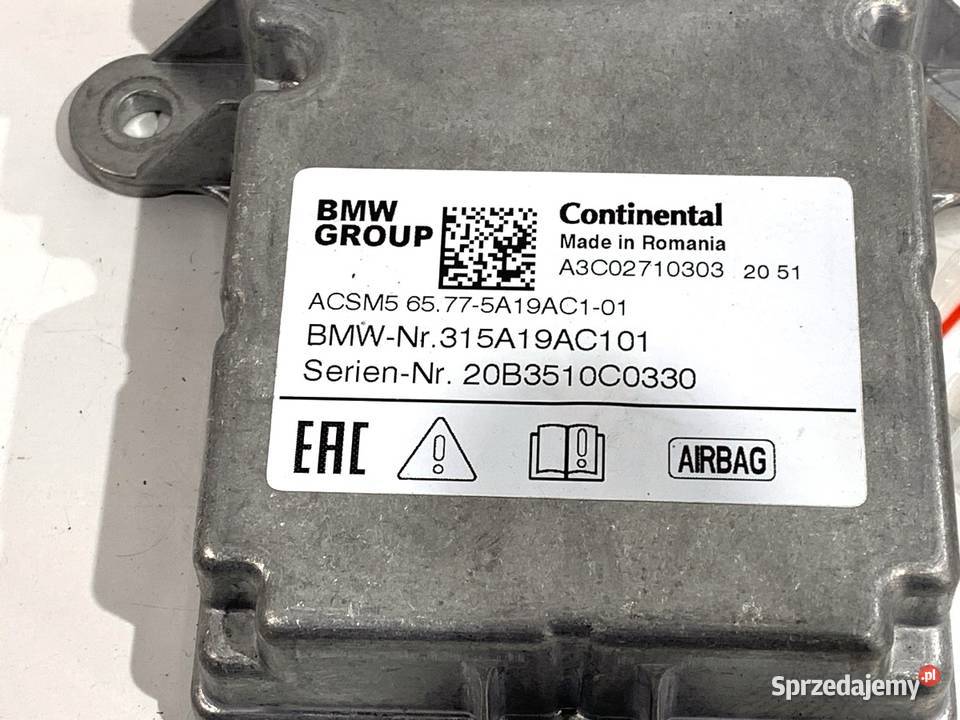 BMW
GROUP
Continental
Made in Romania
A3C02710303 20 51
ACSM5 65.77-5A19AC1-01
BMW-Nr.315A19AC101
Serien-Nr. 20B3510C0330
EAC
AIRBAG
Sprzedajemy.pl